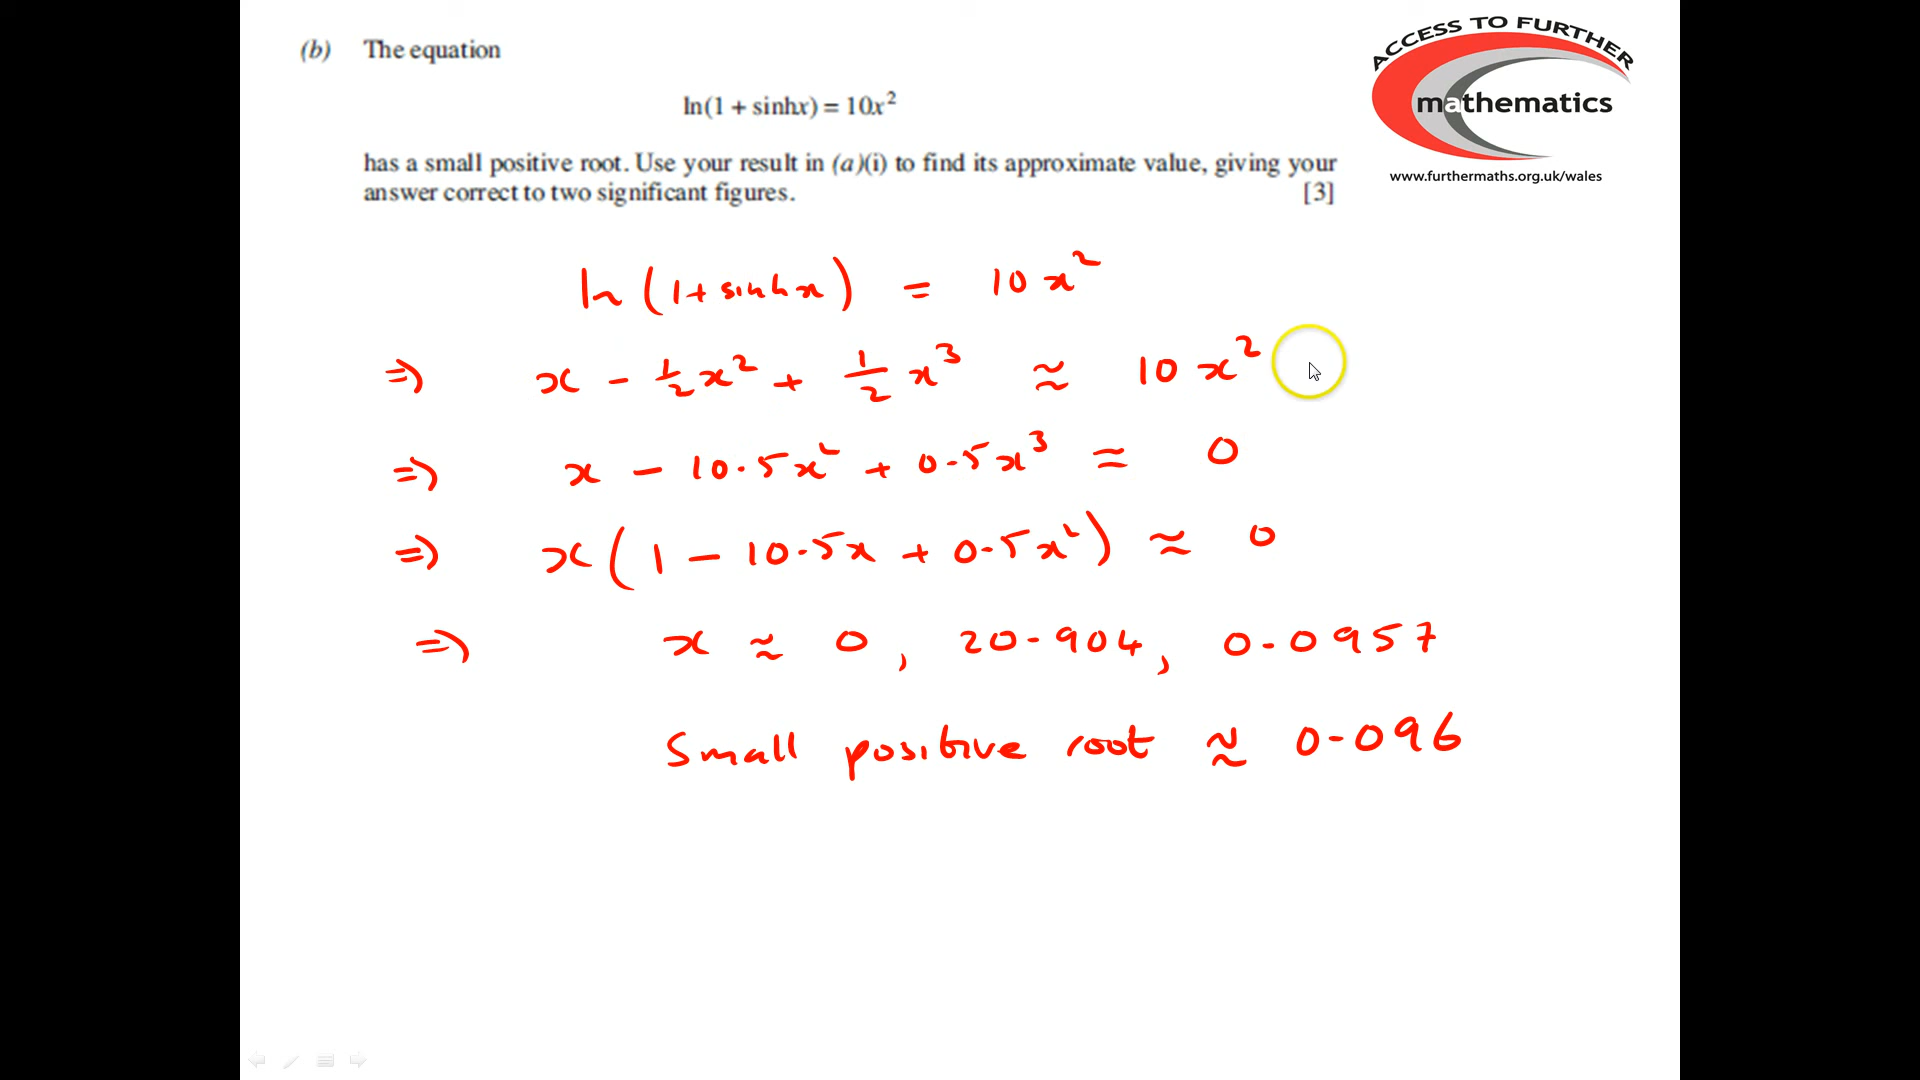 (b) The equation
ln(1 + sinhx) = 10x²
has a small positive root. Use your result in (a)(i) to find its approximate value, giving your
answer correct to two significant figures. [3]
ACCESS TO FURTHER
mathematics
www.furthermaths.org.uk/wales
ln(1+sinhx) = 10x²
⇒ x - ½x² + ½x³ ≈ 10x²
⇒ x - 10.5x² + 0.5x³ ≈ 0
⇒ x(1 - 10.5x + 0.5x²) ≈ 0
⇒ x ≈ 0, 20.904, 0.0957
Small positive root ≈ 0.096